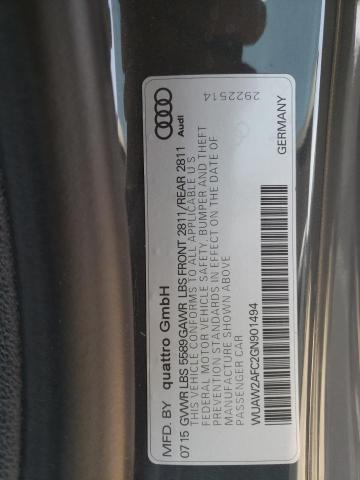 MFD. BY quattro GmbH
07 15 GVWR LBS 5589 GAWR LBS FRONT 2811/REAR 2811
THIS VEHICLE CONFORMS TO ALL APPLICABLE U S
FEDERAL MOTOR VEHICLE SAFETY, BUMPER AND THEFT
PREVENTION STANDARDS IN EFFECT ON THE DATE OF
MANUFACTURE SHOWN ABOVE
PASSENGER CAR
WUAW2AFC2GN901494
Audi
GERMANY
2922514